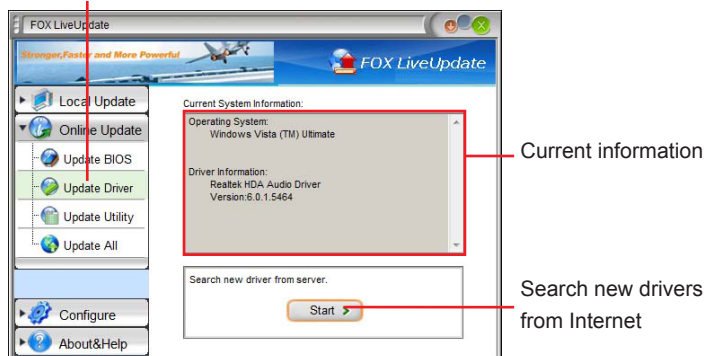 FOX LiveUpdate
Stronger,Faster and More Powerful
FOX LiveUpdate
Local Update
Online Update
Update BIOS
Update Driver
Update Utility
Update All
Configure
About&Help
Current System Information:
Operating System:
Windows Vista (TM) Ultimate
Driver Information:
Realtek HDA Audio Driver
Version:6.0.1.5464
Search new driver from server.
Start
Current information
Search new drivers
from Internet